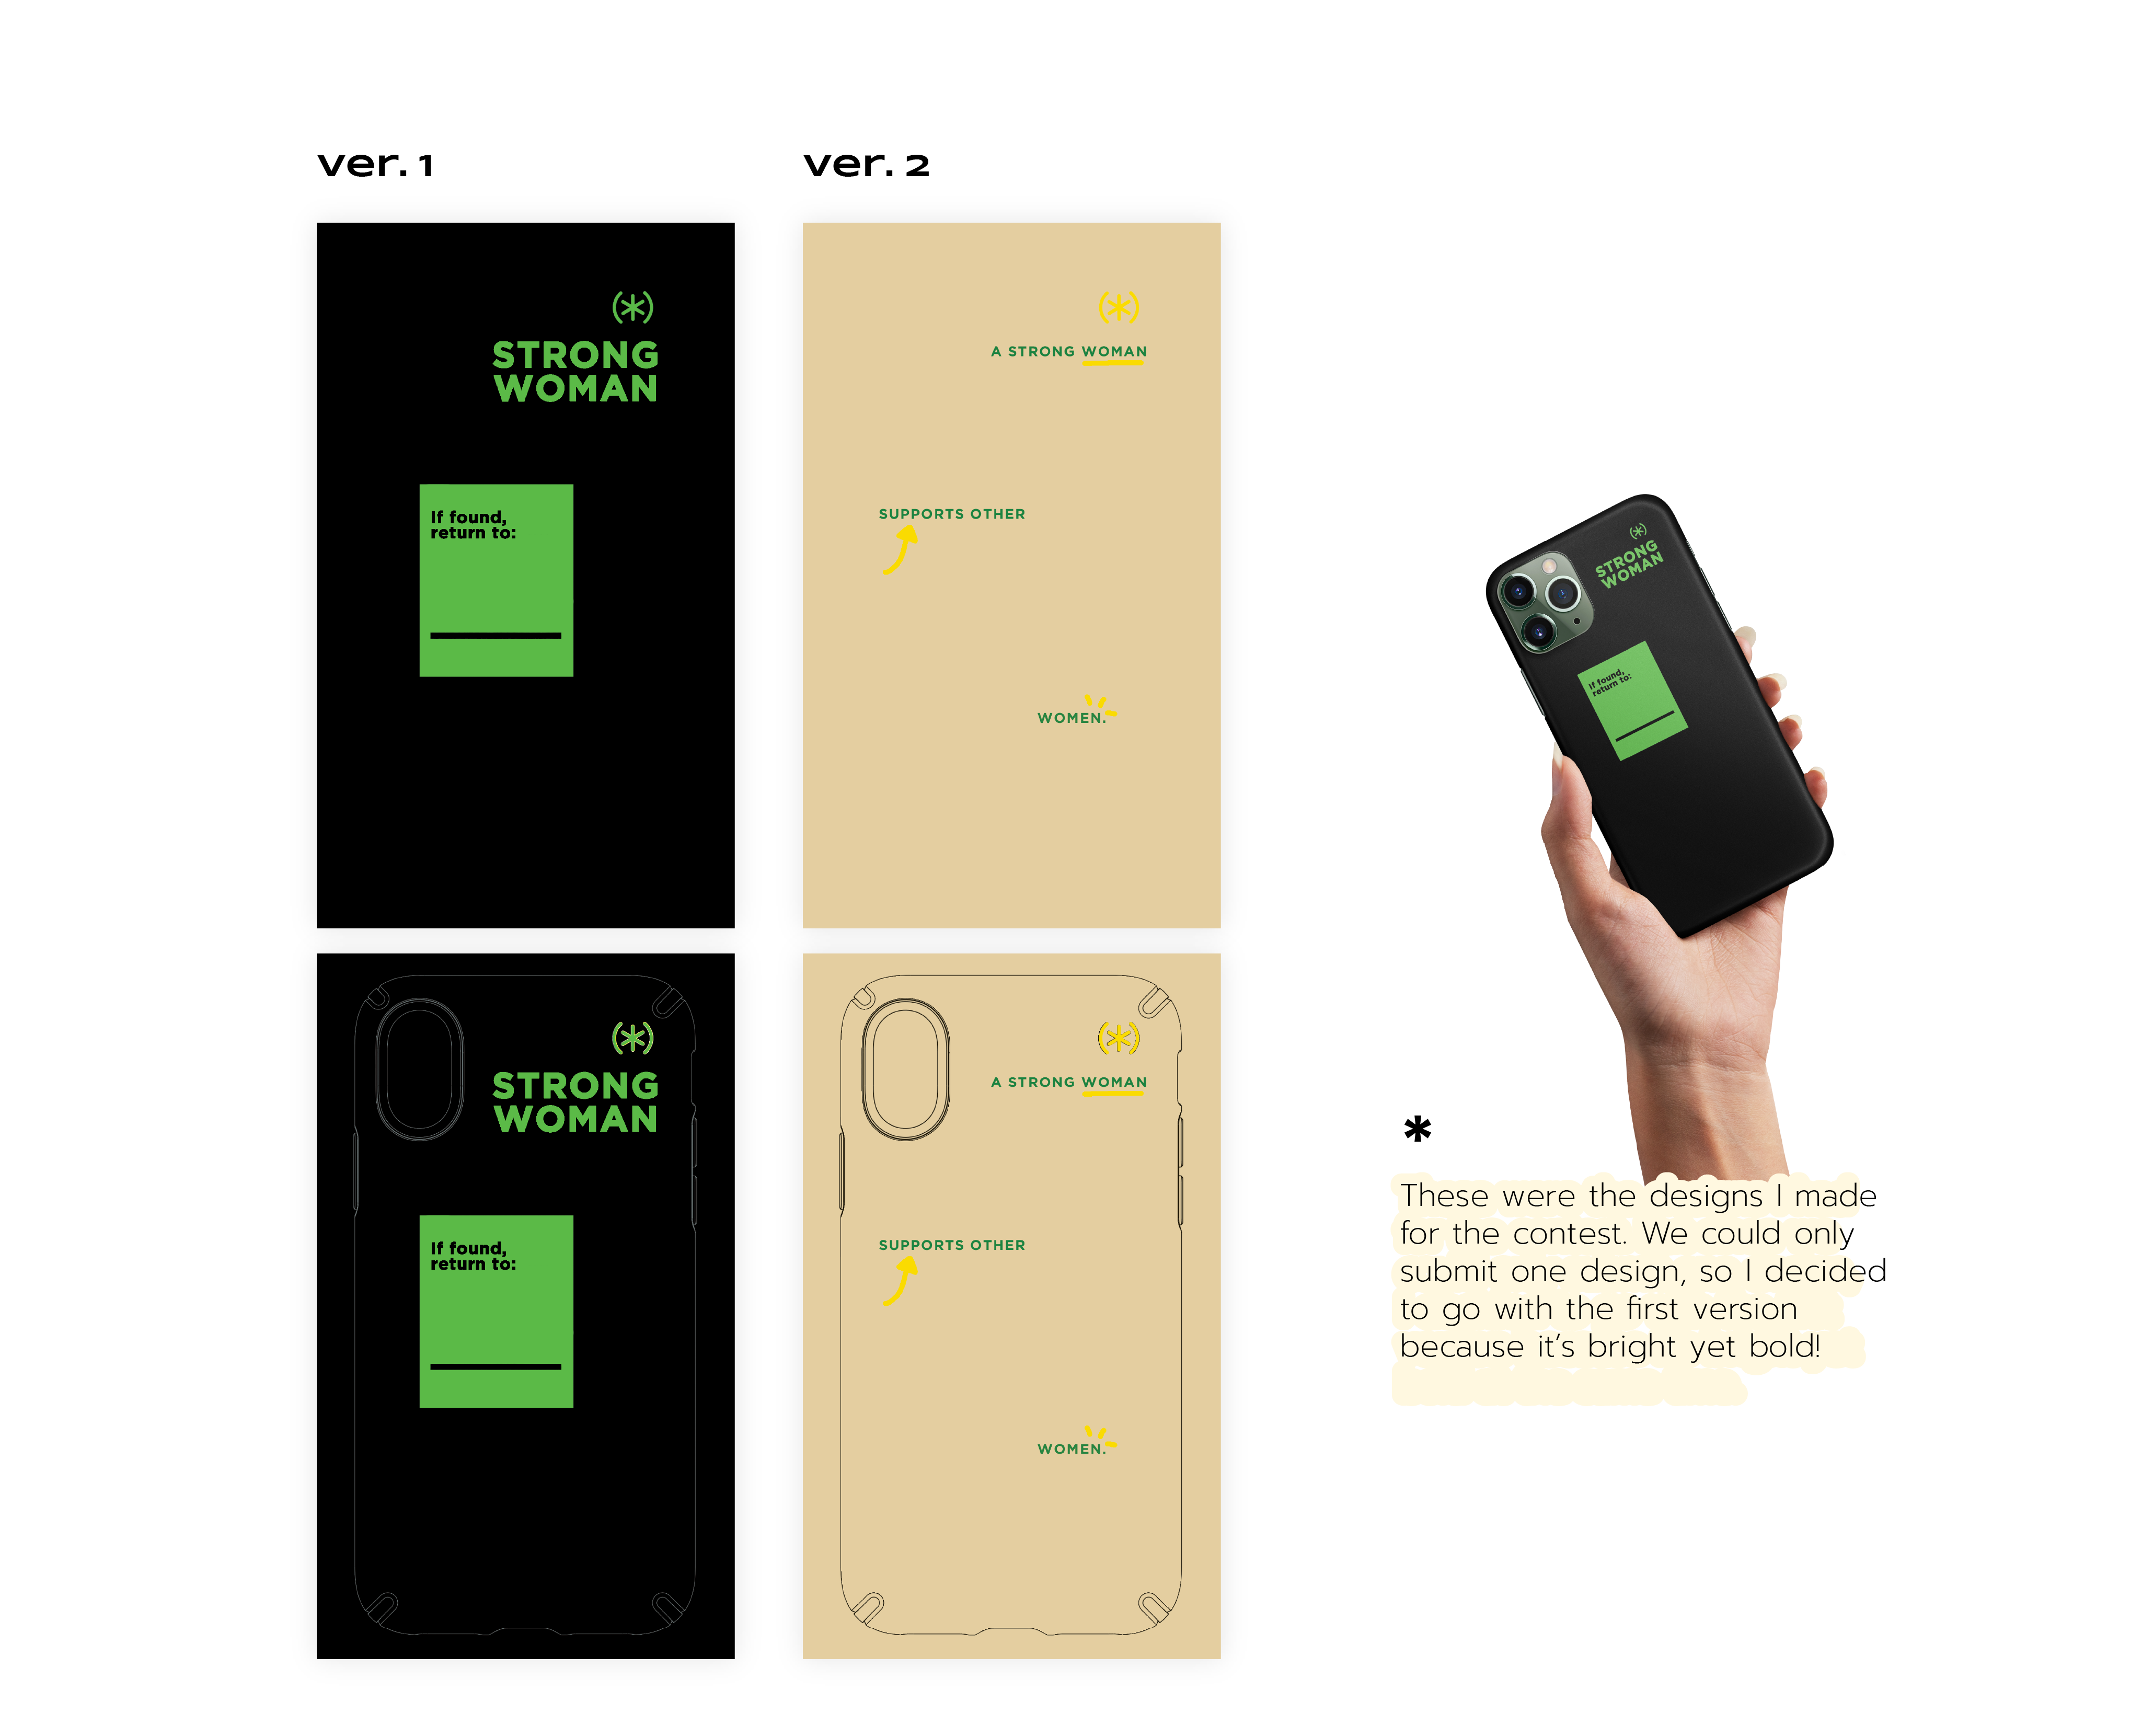 ver. 1
(*)
STRONG
WOMAN
If found,
return to:
(*)
STRONG
WOMAN
If found,
return to:
ver. 2
(*)
A STRONG WOMAN
SUPPORTS OTHER
WOMEN.
(*)
A STRONG WOMAN
SUPPORTS OTHER
WOMEN.
(*)
STRONG
WOMAN
If found,
return to:
*
These were the designs I made
for the contest. We could only
submit one design, so I decided
to go with the first version
because it's bright yet bold!